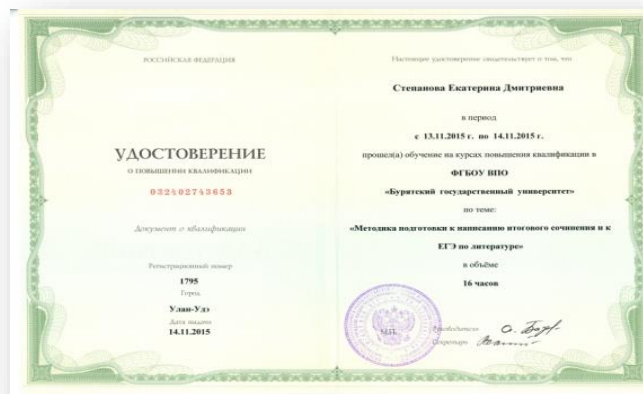 РОССИЙСКАЯ ФЕДЕРАЦИЯ
УДОСТОВЕРЕНИЕ
О ПОВЫШЕНИИ КВАЛИФИКАЦИИ
032402743653
Документ о квалификации
Регистрационный номер
1795
Город
Улан-Удэ
Дата выдачи
14.11.2015
Настоящее удостоверение свидетельствует о том, что
Степанова Екатерина Дмитриевна
в период
с 13.11.2015 г. по 14.11.2015 г.
прошел(а) обучение на курсах повышения квалификации в
ФГБОУ ВПО
«Бурятский государственный университет»
по теме:
«Методика подготовки к написанию итогового сочинения и к
ЕГЭ по литературе»
в объёме
16 часов
М.П.
Руководитель
Секретарь